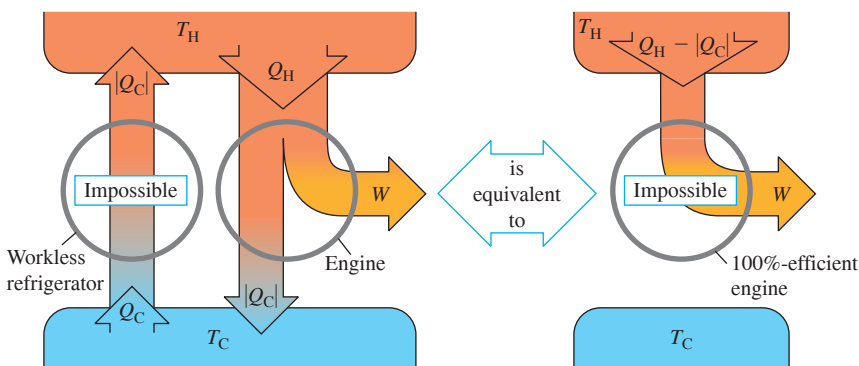 T_H
|Q_C|
Q_H
Impossible
W
Workless
refrigerator
Engine
Q_C
|Q_C|
T_C
is
equivalent
to
T_H
Q_H − |Q_C|
Impossible
W
100%-efficient
engine
T_C